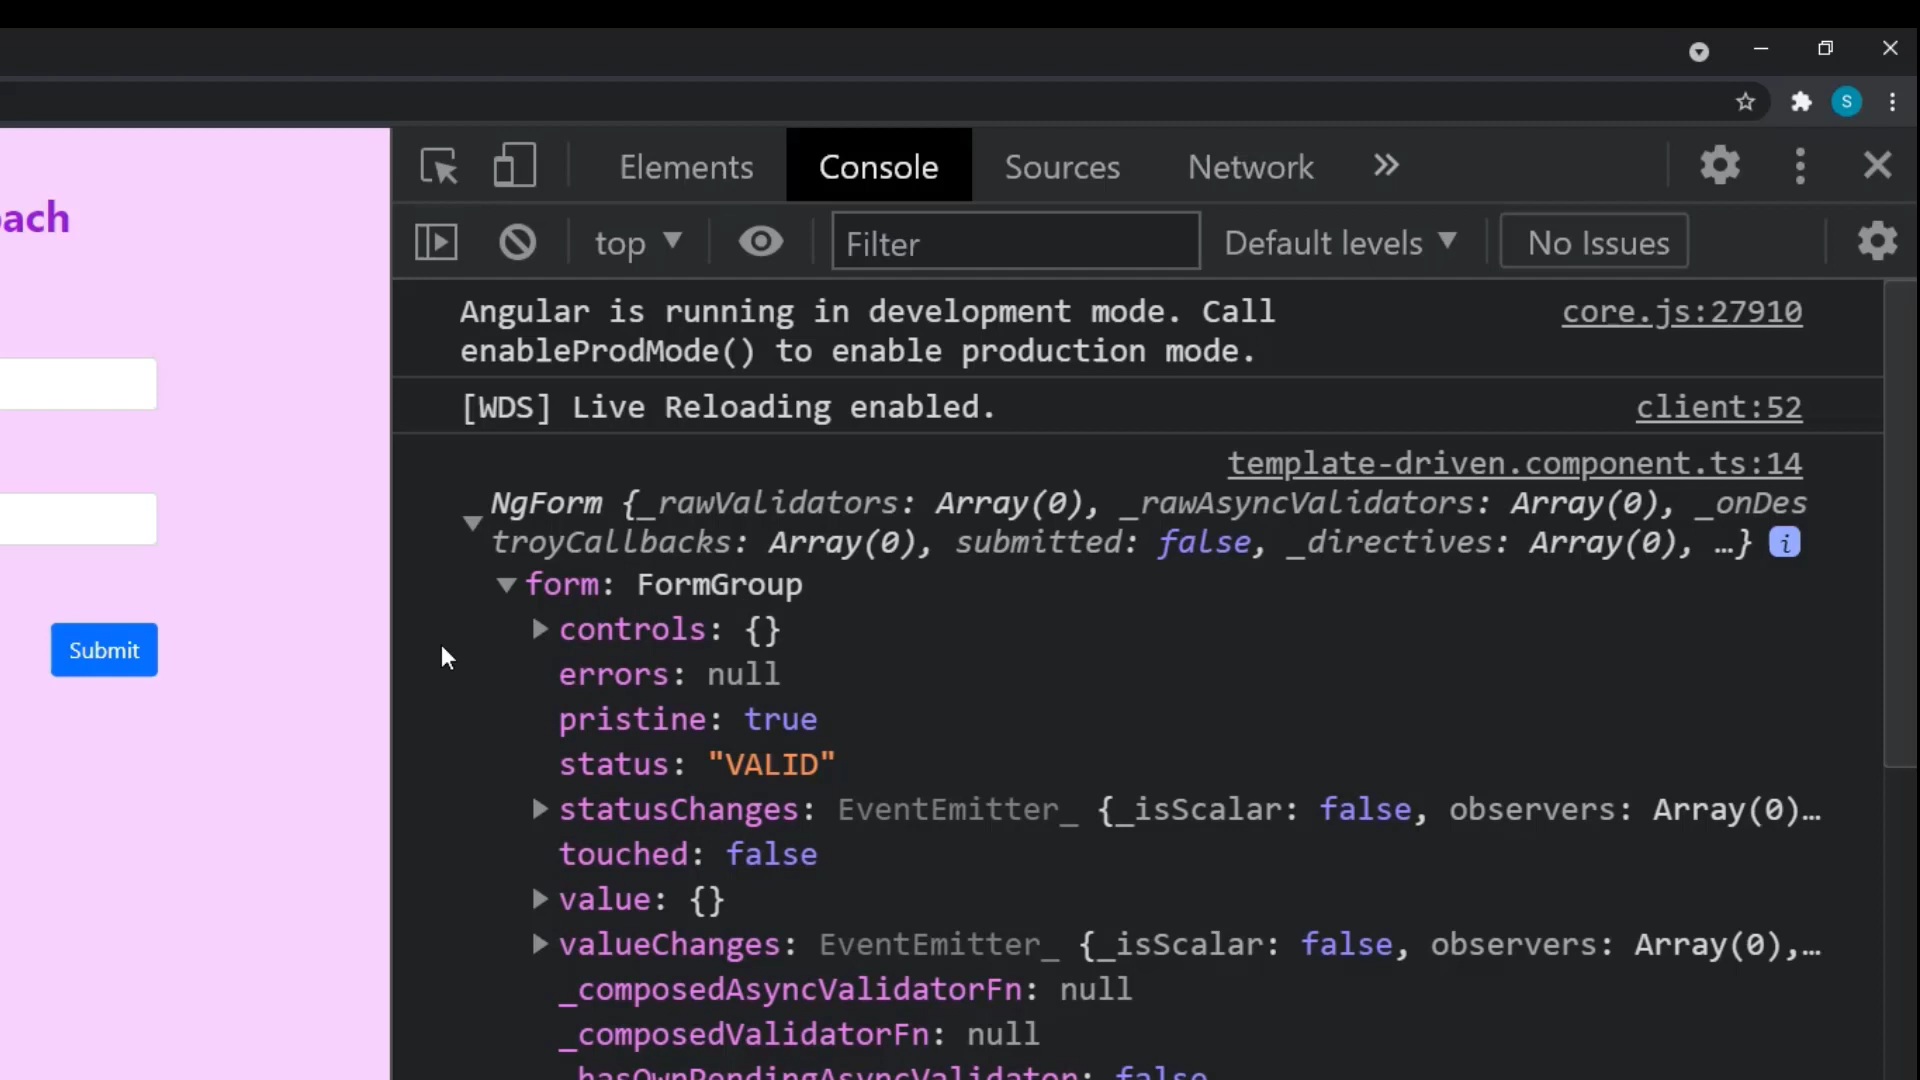 S
Elements Console Sources Network
top Filter Default levels No Issues
oach
Angular is running in development mode. Call core.js:27910
enableProdMode() to enable production mode.
[WDS] Live Reloading enabled. client:52
template-driven.component.ts:14
NgForm {_rawValidators: Array(0), _rawAsyncValidators: Array(0), _onDes
troyCallbacks: Array(0), submitted: false, _directives: Array(0), …} i
form: FormGroup
controls: {}
Submit
errors: null
pristine: true
status: "VALID"
statusChanges: EventEmitter_ {_isScalar: false, observers: Array(0)…
touched: false
value: {}
valueChanges: EventEmitter_ {_isScalar: false, observers: Array(0),…
_composedAsyncValidatorFn: null
_composedValidatorFn: null
_hasOwnPendingAsyncValidator: false